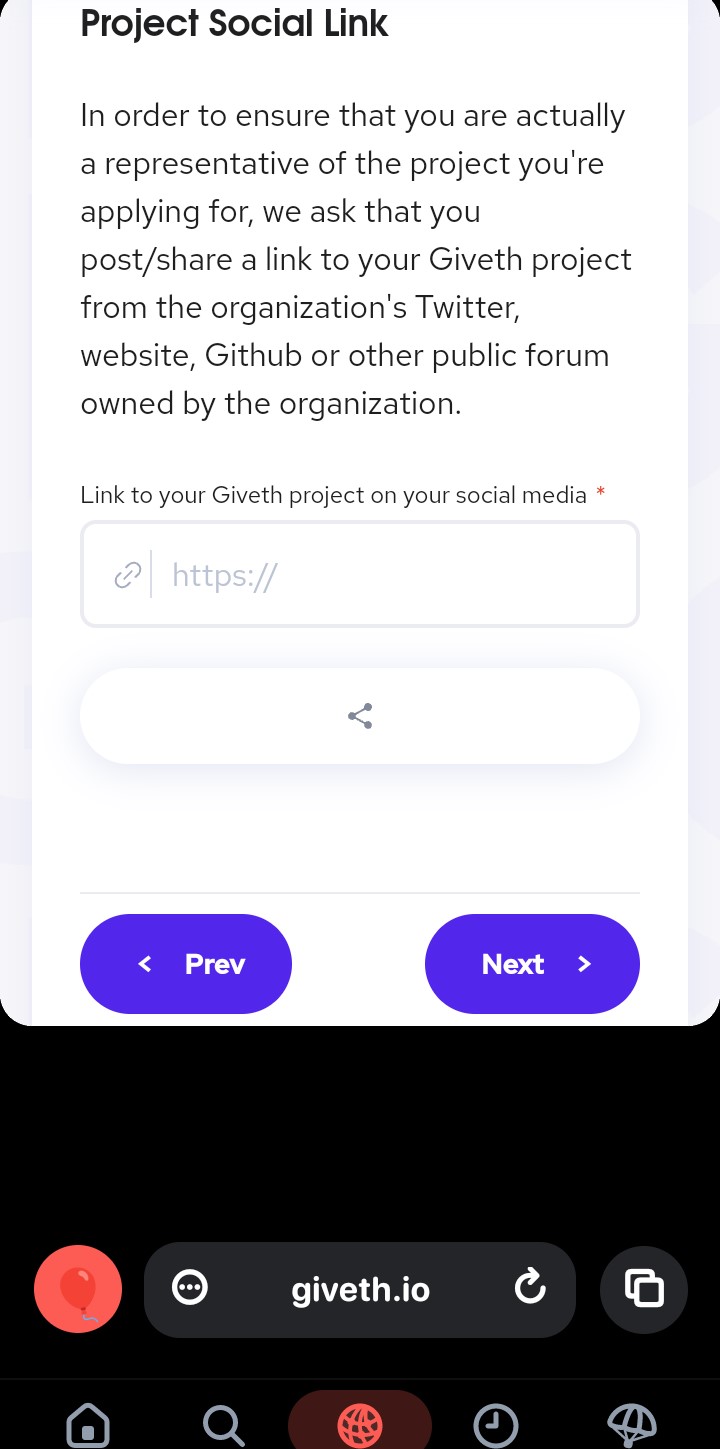 Project Social Link
In order to ensure that you are actually
a representative of the project you're
applying for, we ask that you
post/share a link to your Giveth project
from the organization's Twitter,
website, Github or other public forum
owned by the organization.
Link to your Giveth project on your social media *
https://
< Prev
Next >
giveth.io